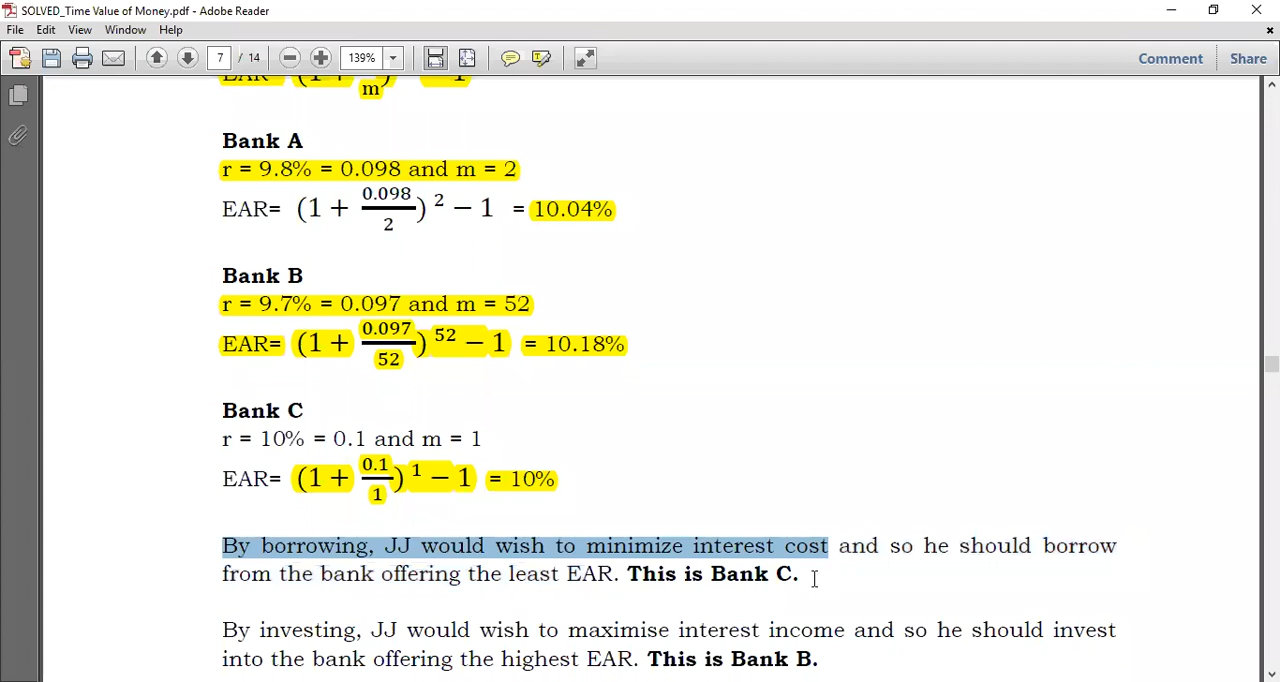 SOLVED_Time Value of Money.pdf - Adobe Reader
File Edit View Window Help
7 / 14 139% Comment Share
EAR= (1 + m) − 1
Bank A
r = 9.8% = 0.098 and m = 2
EAR= (1 + 0.098/2) 2 − 1 = 10.04%
Bank B
r = 9.7% = 0.097 and m = 52
EAR= (1 + 0.097/52) 52 − 1 = 10.18%
Bank C
r = 10% = 0.1 and m = 1
EAR= (1 + 0.1/1) 1 − 1 = 10%
By borrowing, JJ would wish to minimize interest cost and so he should borrow
from the bank offering the least EAR. This is Bank C.
By investing, JJ would wish to maximise interest income and so he should invest
into the bank offering the highest EAR. This is Bank B.